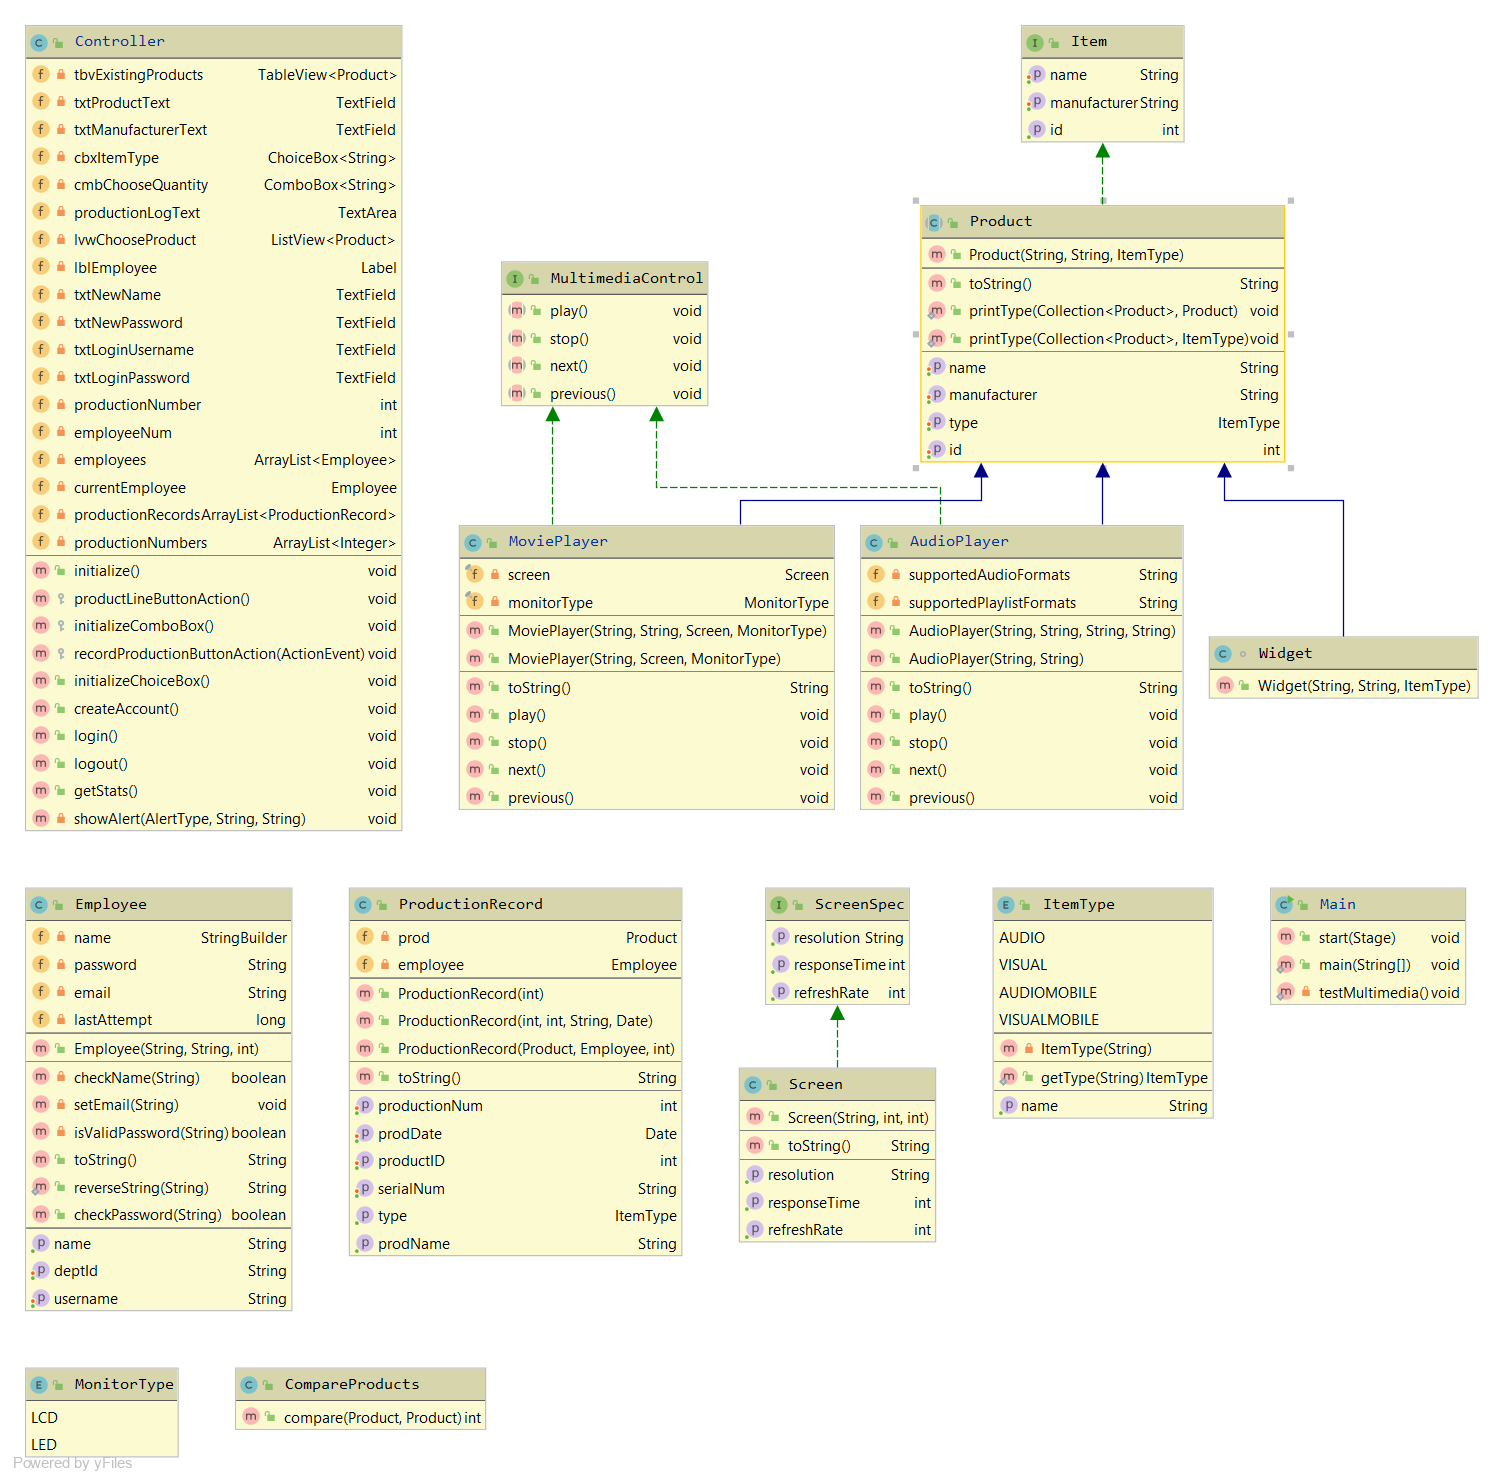 Controller
tbvExistingProducts TableView<Product>
txtProductText TextField
txtManufacturerText TextField
cbxItemType ChoiceBox<String>
cmbChooseQuantity ComboBox<String>
productionLogText TextArea
lvwChooseProduct ListView<Product>
lblEmployee Label
txtNewName TextField
txtNewPassword TextField
txtLoginUsername TextField
txtLoginPassword TextField
productionNumber int
employeeNum int
employees ArrayList<Employee>
currentEmployee Employee
productionRecords ArrayList<ProductionRecord>
productionNumbers ArrayList<Integer>
initialize() void
productLineButtonAction() void
initializeComboBox() void
recordProductionButtonAction(ActionEvent) void
initializeChoiceBox() void
createAccount() void
login() void
logout() void
getStats() void
showAlert(AlertType, String, String) void
Item
name String
manufacturer String
id int
Product
Product(String, String, ItemType)
toString() String
printType(Collection<Product>, Product) void
printType(Collection<Product>, ItemType) void
name String
manufacturer String
type ItemType
id int
MultimediaControl
play() void
stop() void
next() void
previous() void
MoviePlayer
screen Screen
monitorType MonitorType
MoviePlayer(String, String, Screen, MonitorType)
MoviePlayer(String, Screen, MonitorType)
toString() String
play() void
stop() void
next() void
previous() void
AudioPlayer
supportedAudioFormats String
supportedPlaylistFormats String
AudioPlayer(String, String, String, String)
AudioPlayer(String, String)
toString() String
play() void
stop() void
next() void
previous() void
Widget
Widget(String, String, ItemType)
Employee
name StringBuilder
password String
email String
lastAttempt long
Employee(String, String, int)
checkName(String) boolean
setEmail(String) void
isValidPassword(String) boolean
toString() String
reverseString(String) String
checkPassword(String) boolean
name String
deptId String
username String
ProductionRecord
prod Product
employee Employee
ProductionRecord(int)
ProductionRecord(int, int, String, Date)
ProductionRecord(Product, Employee, int)
toString() String
productionNum int
prodDate Date
productID int
serialNum String
type ItemType
prodName String
ScreenSpec
resolution String
responseTime int
refreshRate int
Screen
Screen(String, int, int)
toString() String
resolution String
responseTime int
refreshRate int
ItemType
AUDIO
VISUAL
AUDIOMOBILE
VISUALMOBILE
ItemType(String)
getType(String) ItemType
name String
Main
start(Stage) void
main(String[]) void
testMultimedia() void
MonitorType
LCD
LED
CompareProducts
compare(Product, Product) int
Powered by yFiles